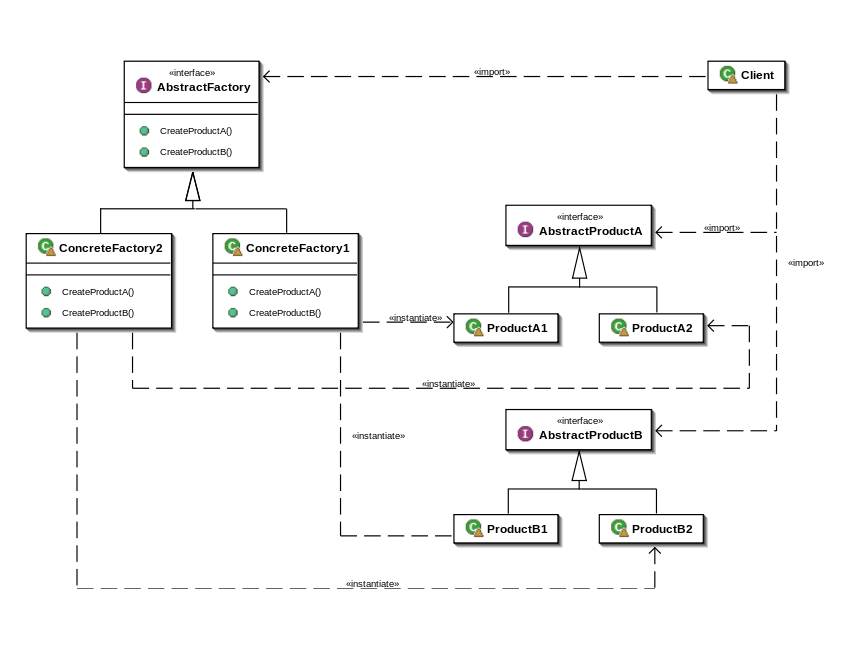 «interface»
AbstractFactory
CreateProductA()
CreateProductB()
«import»
Client
ConcreteFactory2
CreateProductA()
CreateProductB()
ConcreteFactory1
CreateProductA()
CreateProductB()
«interface»
AbstractProductA
«import»
«import»
«instantiate»
ProductA1
ProductA2
«instantiate»
«interface»
AbstractProductB
«instantiate»
ProductB1
ProductB2
«instantiate»